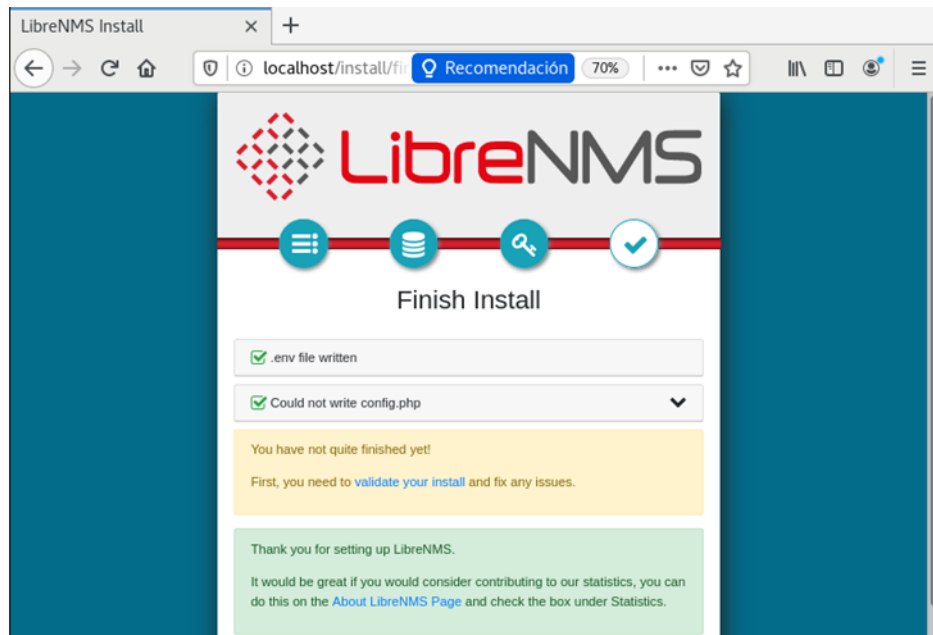 LibreNMS Install
localhost/install/fi
Recomendación
70%
LibreNMS
Finish Install
.env file written
Could not write config.php
You have not quite finished yet!
First, you need to validate your install and fix any issues.
Thank you for setting up LibreNMS.
It would be great if you would consider contributing to our statistics, you can
do this on the About LibreNMS Page and check the box under Statistics.